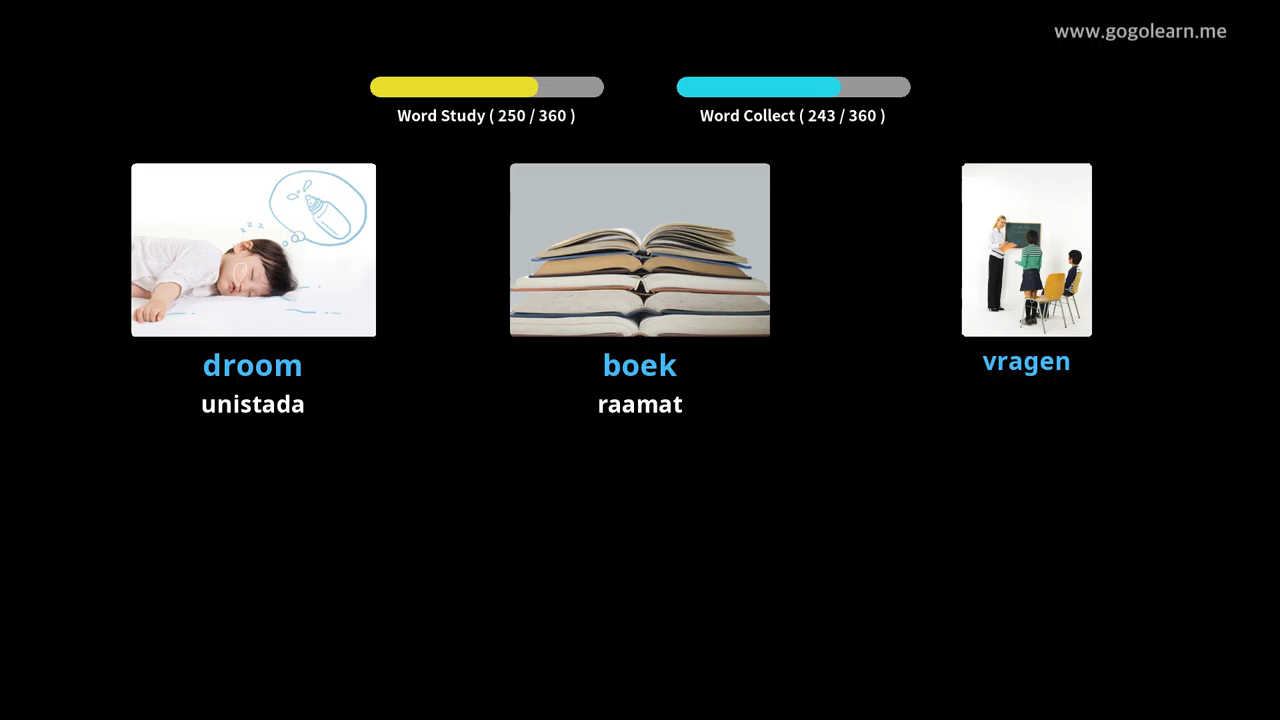 www.gogolearn.me
Word Study ( 250 / 360 )
Word Collect ( 243 / 360 )
droom
unistada
boek
raamat
vragen